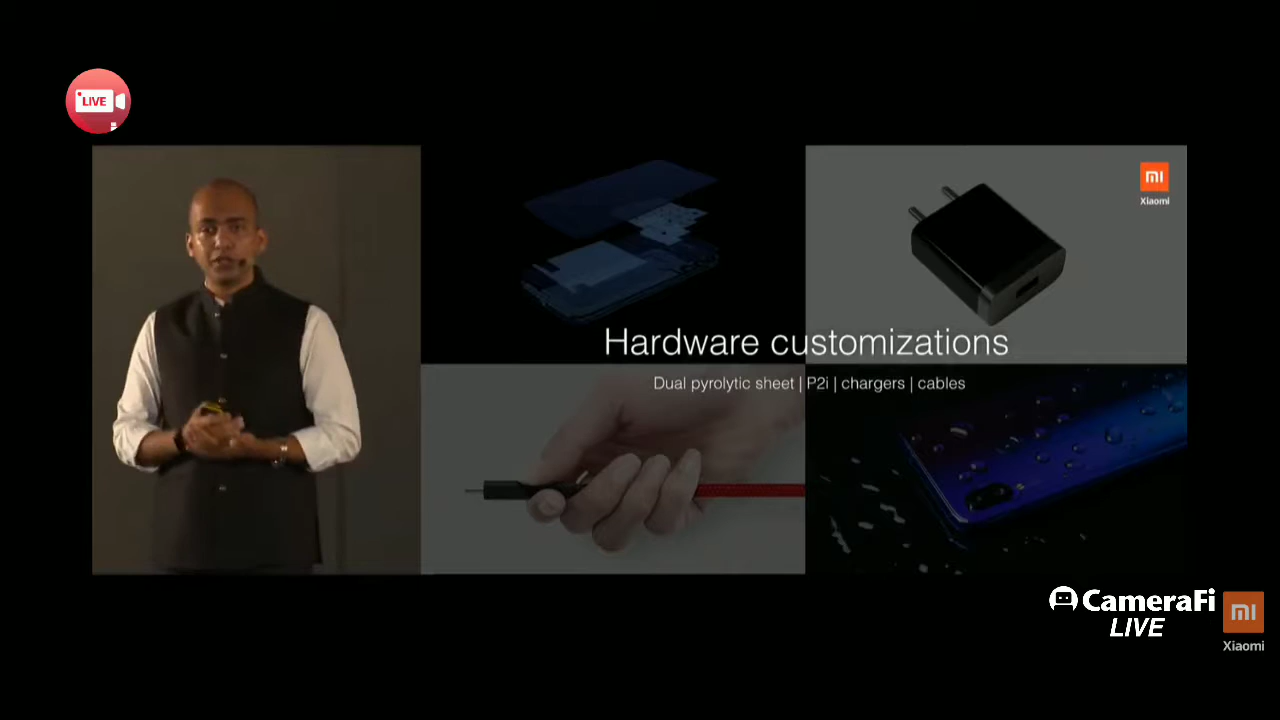 LIVE
mi
Xiaomi
Hardware customizations
Dual pyrolytic sheet | P2i | chargers | cables
CameraFi
LIVE
mi
Xiaomi